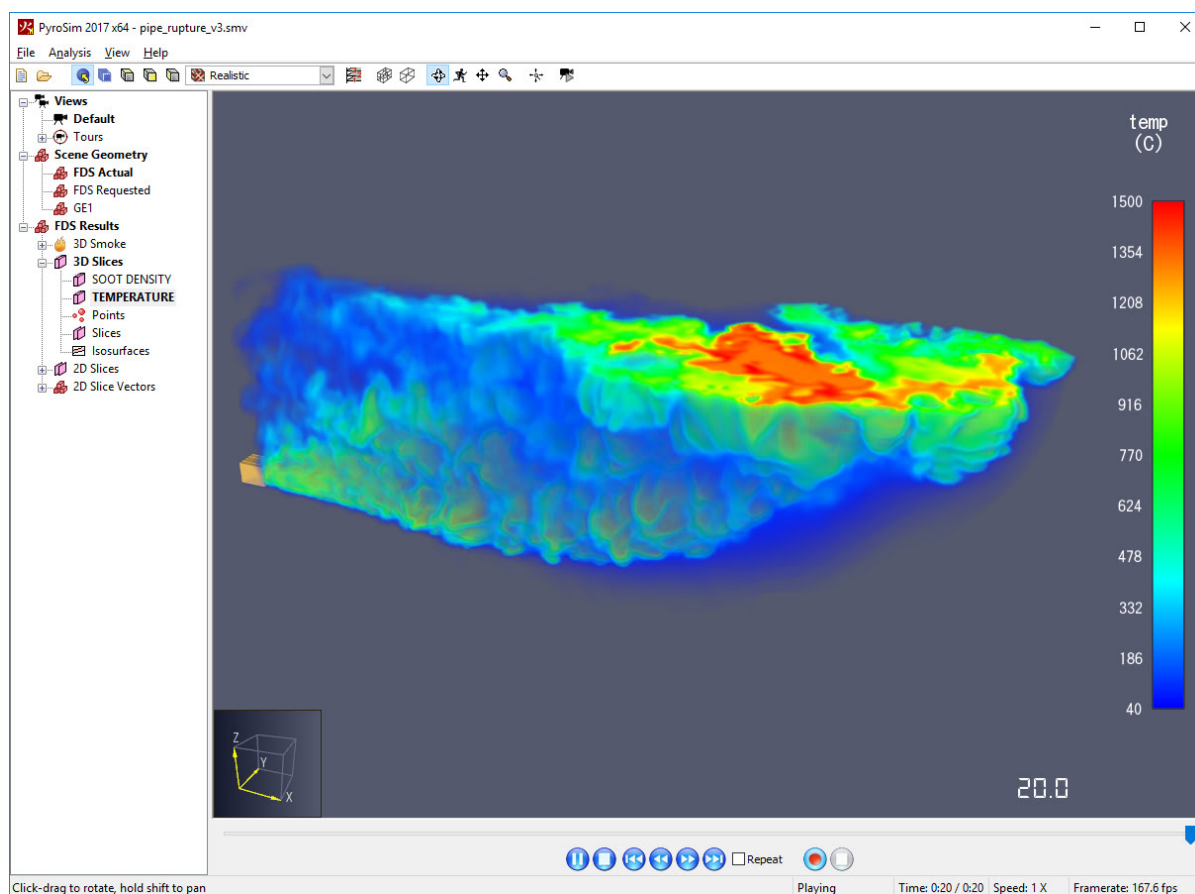 PyroSim 2017 x64 - pipe_rupture_v3.smv
File Analysis View Help
Realistic
Views
Default
Tours
Scene Geometry
FDS Actual
FDS Requested
GE1
FDS Results
3D Smoke
3D Slices
SOOT DENSITY
TEMPERATURE
Points
Slices
Isosurfaces
2D Slices
2D Slice Vectors
temp
(C)
1500
1354
1208
1062
916
770
624
478
332
186
40
Z
Y
X
20.0
Repeat
Click-drag to rotate, hold shift to pan Playing Time: 0:20 / 0:20 Speed: 1 X Framerate: 167.6 fps